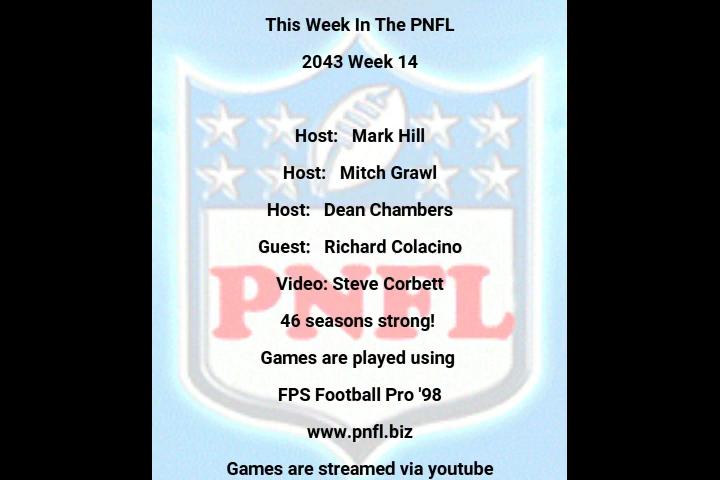 This Week In The PNFL
2043 Week 14
Host: Mark Hill
Host: Mitch Grawl
Host: Dean Chambers
Guest: Richard Colacino
Video: Steve Corbett
PNFL
46 seasons strong!
Games are played using
FPS Football Pro '98
www.pnfl.biz
Games are streamed via youtube